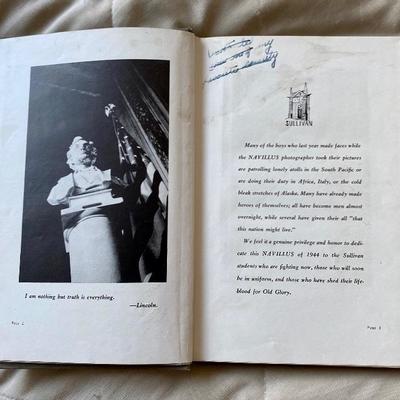 I am nothing but truth is everything.
—Lincoln.
Page 2
my
SULLIVAN
Many of the boys who last year made faces while
the NAVILLUS photographer took their pictures
are patrolling lonely atolls in the South Pacific or
are doing their duty in Africa, Italy, or the cold
bleak stretches of Alaska. Many have already made
heroes of themselves; all have become men almost
overnight, while several have given their all "that
this nation might live."
We feel it a genuine privilege and honor to dedi-
cate this NAVILLUS of 1944 to the Sullivan
students who are fighting now, those who will soon
be in uniform, and those who have shed their life-
blood for Old Glory.
Page 3